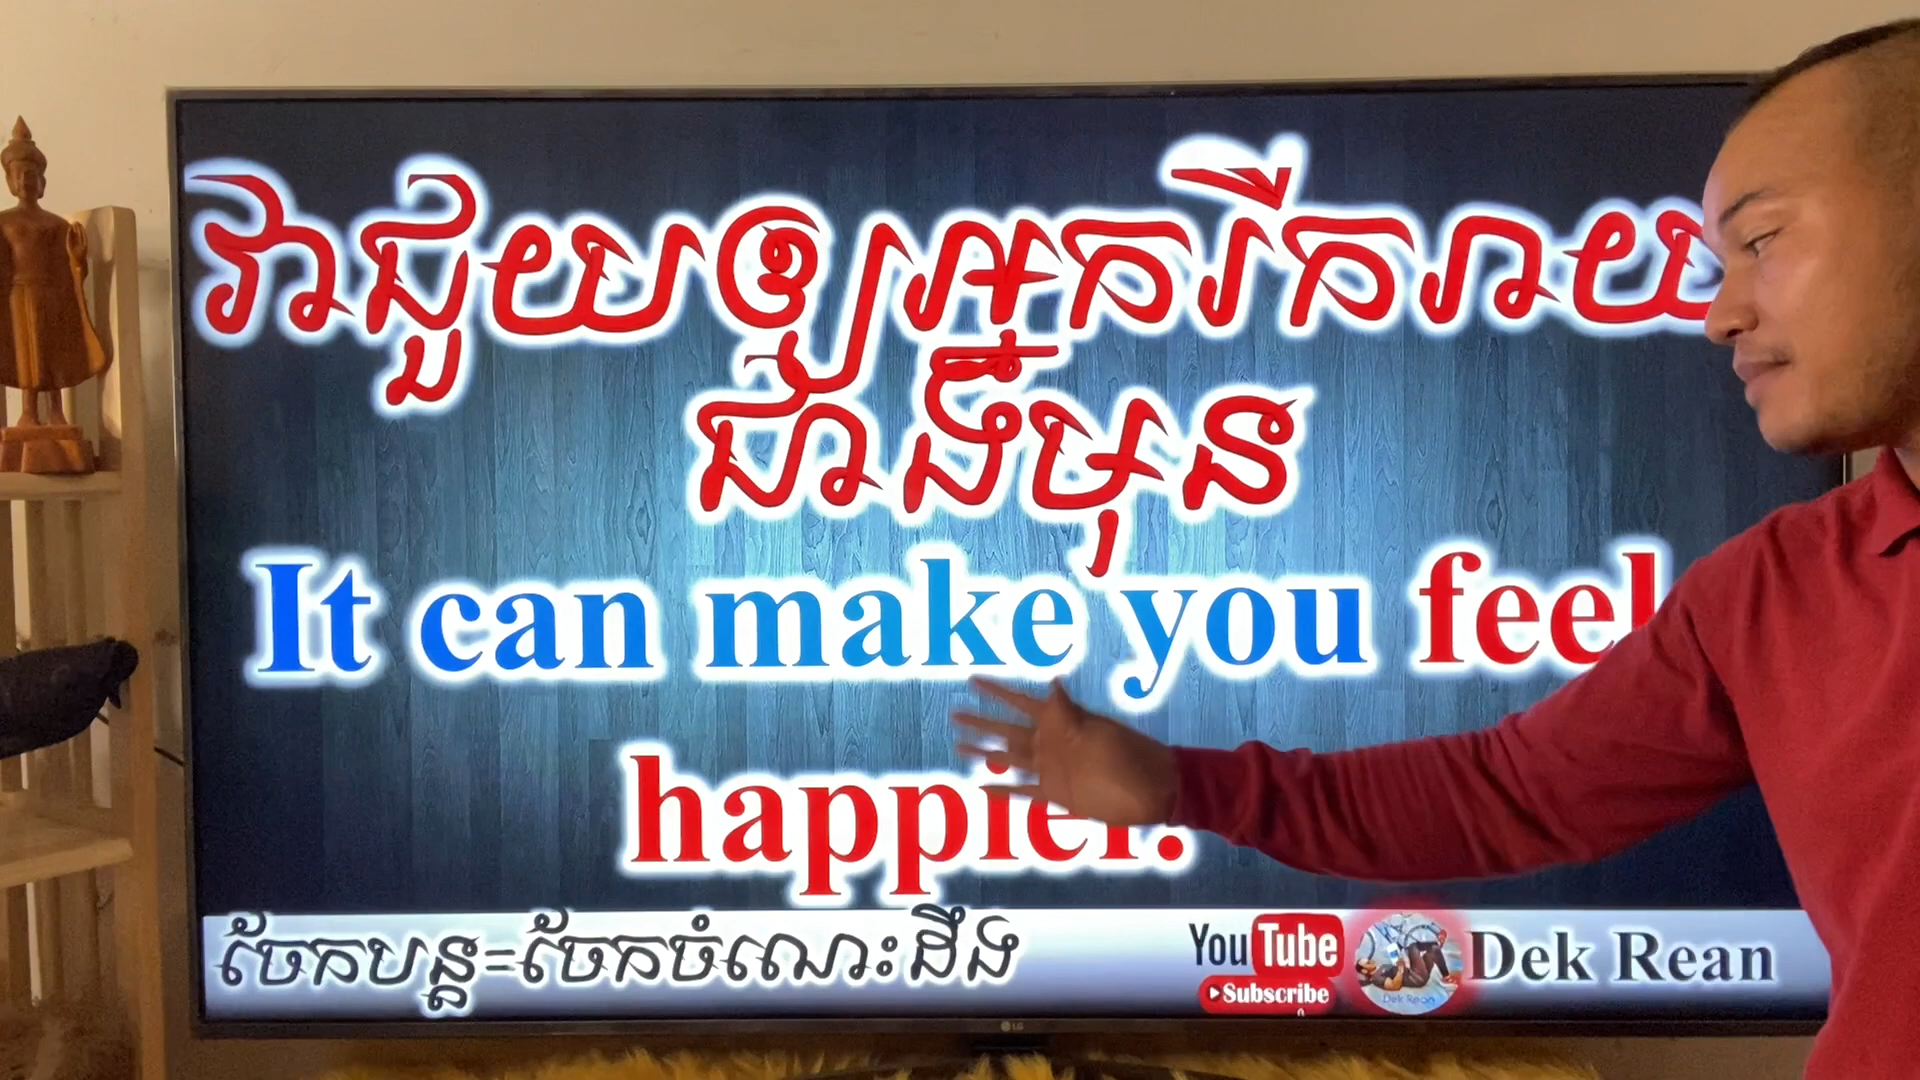 វាជួយឲ្យអ្នករីករាយ
ជាងមុន
It can make you feel
happier.
ចែកបន្ត=ចែកចំណេះដឹង
YouTube
Subscribe
Dek Rean
Dek Rean
LG